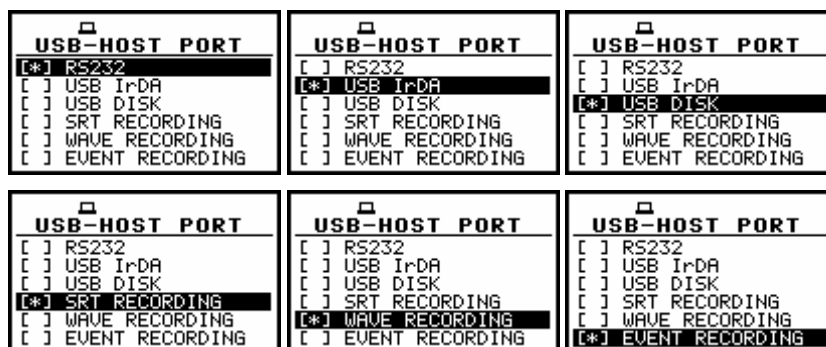 USB-HOST PORT
[*] RS232
[ ] USB IrDA
[ ] USB DISK
[ ] SRT RECORDING
[ ] WAVE RECORDING
[ ] EVENT RECORDING
USB-HOST PORT
[ ] RS232
[*] USB IrDA
[ ] USB DISK
[ ] SRT RECORDING
[ ] WAVE RECORDING
[ ] EVENT RECORDING
USB-HOST PORT
[ ] RS232
[ ] USB IrDA
[*] USB DISK
[ ] SRT RECORDING
[ ] WAVE RECORDING
[ ] EVENT RECORDING
USB-HOST PORT
[ ] RS232
[ ] USB IrDA
[ ] USB DISK
[*] SRT RECORDING
[ ] WAVE RECORDING
[ ] EVENT RECORDING
USB-HOST PORT
[ ] RS232
[ ] USB IrDA
[ ] USB DISK
[ ] SRT RECORDING
[*] WAVE RECORDING
[ ] EVENT RECORDING
USB-HOST PORT
[ ] RS232
[ ] USB IrDA
[ ] USB DISK
[ ] SRT RECORDING
[ ] WAVE RECORDING
[*] EVENT RECORDING